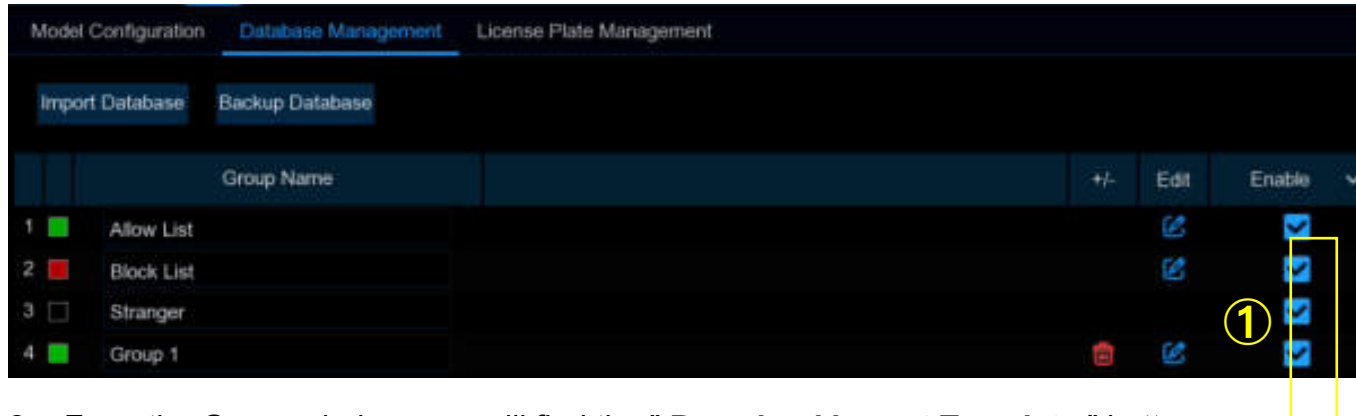 Model Configuration Database Management License Plate Management
Import Database Backup Database
Group Name +/- Edit Enable
1 Allow List
2 Block List
3 Stranger
4 Group 1
①